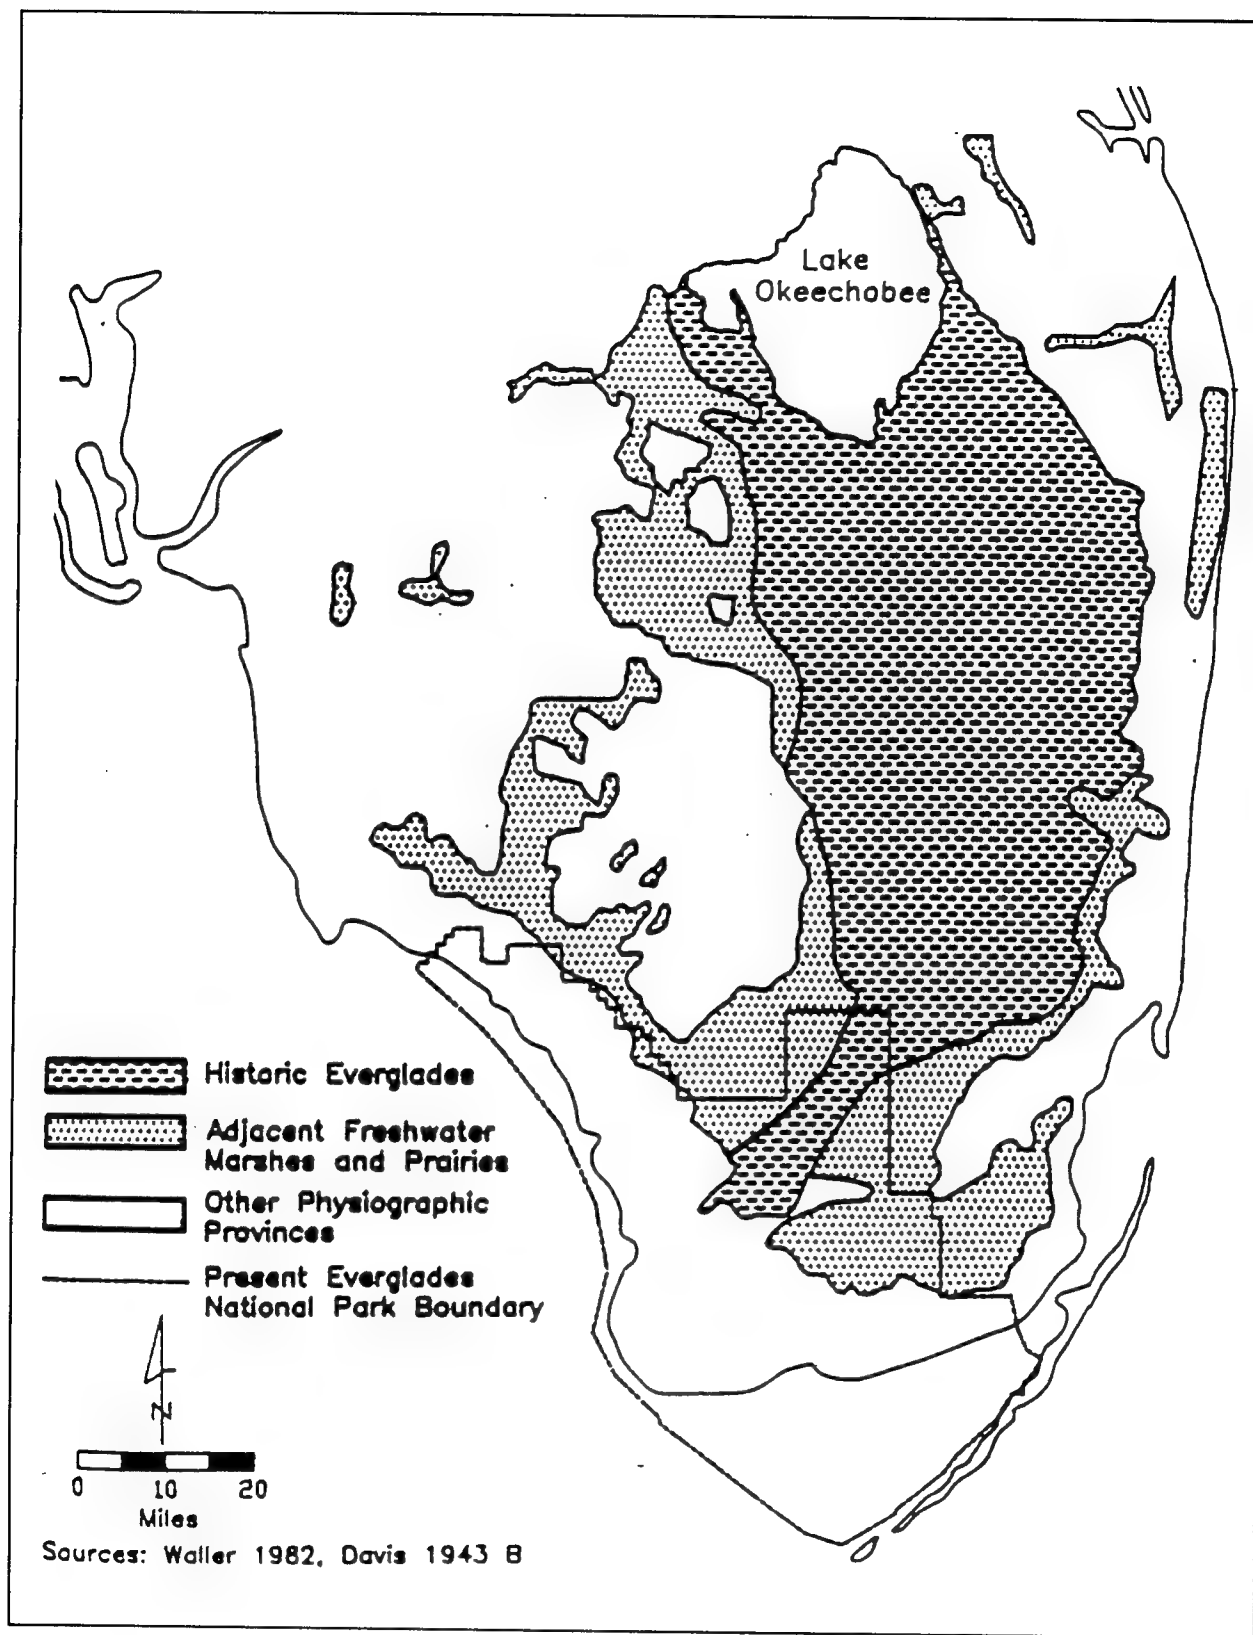 Lake
Okeechobee
Historic Everglades
Adjacent Freshwater
Marshes and Prairies
Other Physiographic
Provinces
Present Everglades
National Park Boundary
N
0 10 20
Miles
Sources: Waller 1982, Davis 1943 B